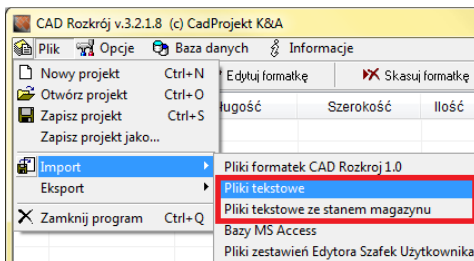 CAD Rozkrój v.3.2.1.8 (c) CadProjekt K&A
Plik Opcje Baza danych Informacje
Nowy projekt Ctrl+N
Otwórz projekt Ctrl+O
Zapisz projekt Ctrl+S
Zapisz projekt jako...
Import
Eksport
Zamknij program Ctrl+Q
Edytuj formatkę Skasuj formatkę
Szerokość Ilość
Pliki formatek CAD Rozkroj 1.0
Pliki tekstowe
Pliki tekstowe ze stanem magazynu
Bazy MS Access
Pliki zestawień Edytora Szafek Użytkownika